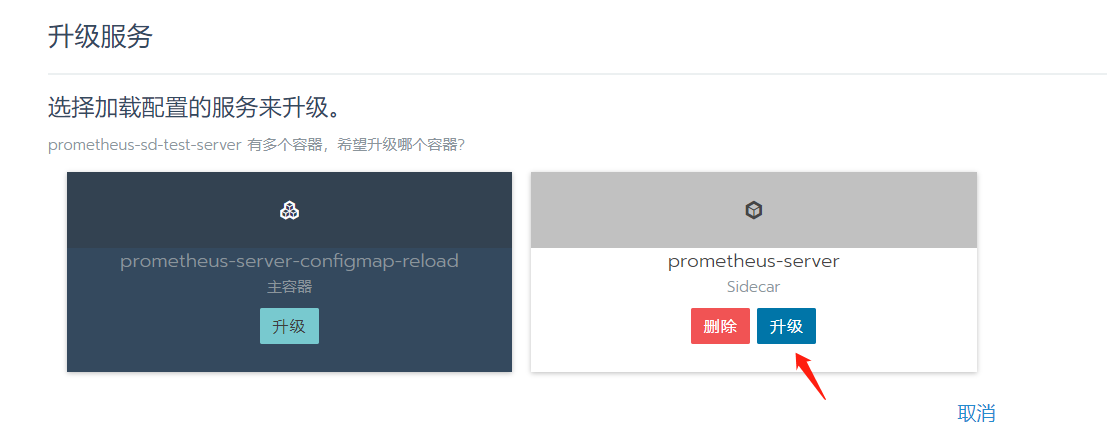 升级服务
选择加载配置的服务来升级。
prometheus-sd-test-server 有多个容器，希望升级哪个容器?
prometheus-server-configmap-reload
主容器
升级
prometheus-server
Sidecar
删除 升级
取消